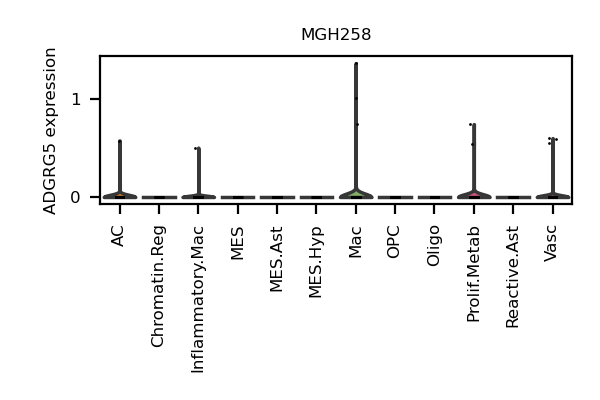 MGH258
ADGRG5 expression
1
0
AC
Chromatin.Reg
Inflammatory.Mac
MES
MES.Ast
MES.Hyp
Mac
OPC
Oligo
Prolif.Metab
Reactive.Ast
Vasc